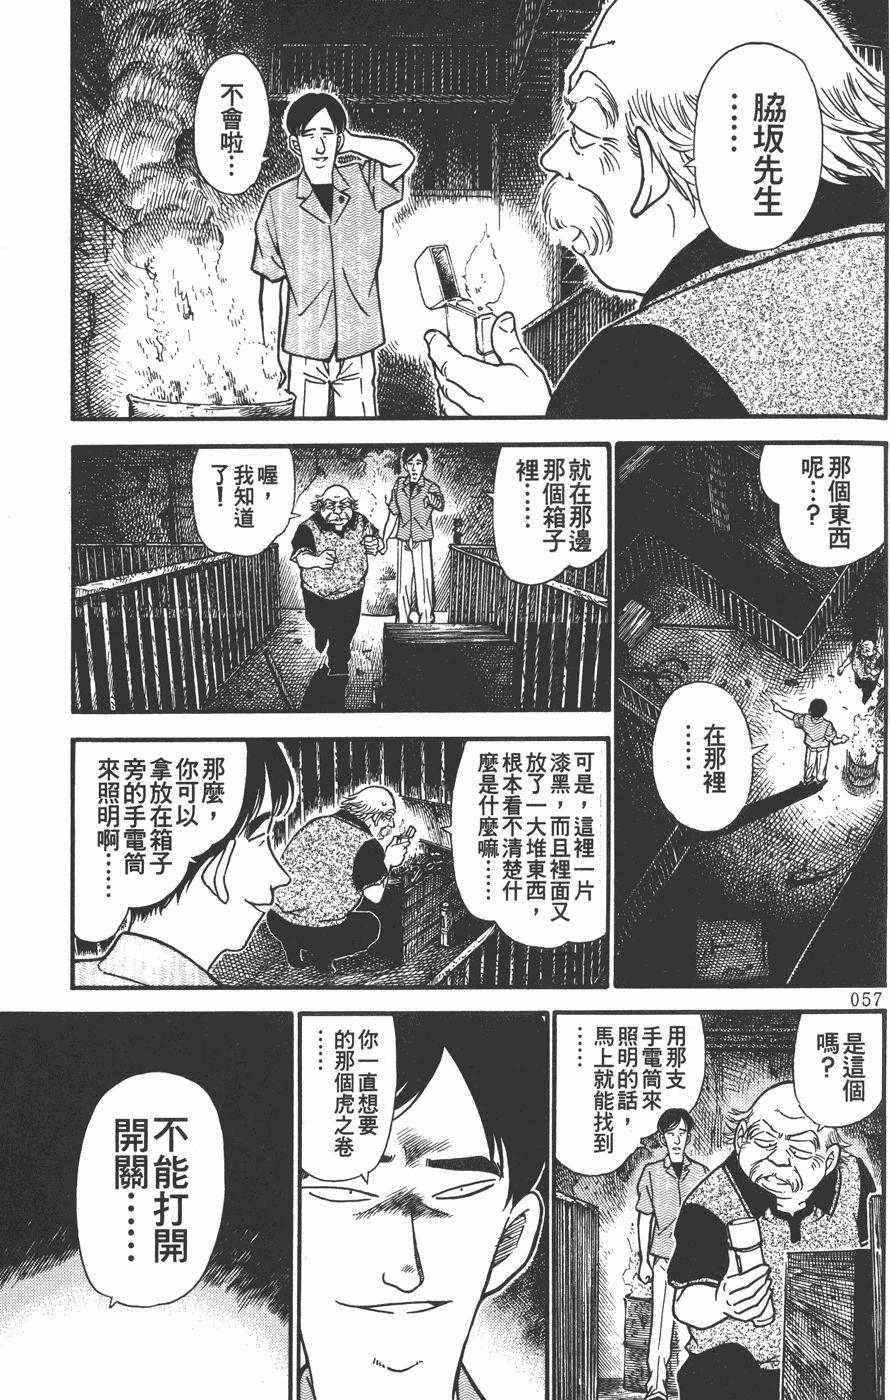 脇坂先生
……
不會啦…
那個東西
呢…？
在那裡
……
就在那邊
那個箱子
裡……
喔，
我知道
了！
可是，這裡一片
漆黑，而且裡面又
放了一大堆東西，
根本看不清楚什
麼是什麼嘛……
那麼，
你可以
拿放在箱子
旁的手電筒
來照明啊……
057
是這個
嗎？
用那支
手電筒來
照明的話，
馬上就能找到
……
你一直想要
的那個虎之卷
……
不能打開
開關……